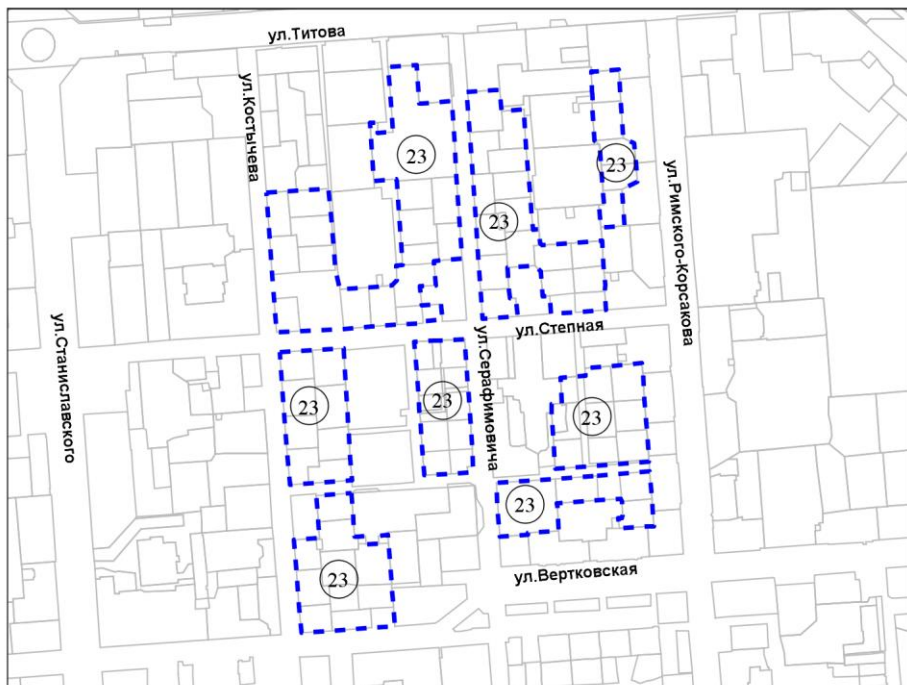 ул.Титова
ул.Костычева
23
23
23
ул.Римского-Корсакова
ул.Станиславского
ул.Степная
ул.Серафимовича
23
23
23
23
23
ул.Вертковская